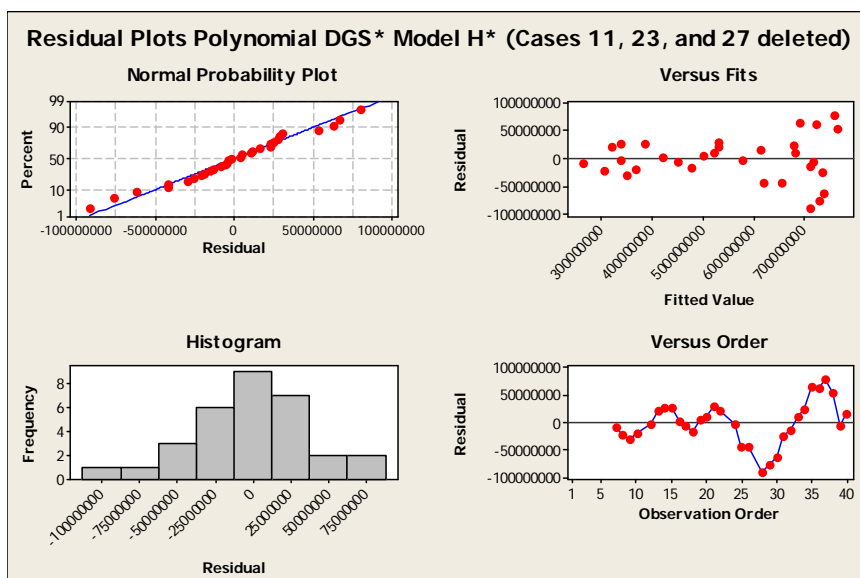 Residual Plots Polynomial DGS* Model H* (Cases 11, 23, and 27 deleted)
Normal Probability Plot
99
90
50
10
1
Percent
-100000000 -50000000 0 50000000 100000000
Residual
Versus Fits
100000000
50000000
0
-50000000
-100000000
Residual
300000000 400000000 500000000 600000000 700000000
Fitted Value
Histogram
8
6
4
2
0
Frequency
-100000000 -75000000 -50000000 -25000000 0 25000000 50000000 75000000
Residual
Versus Order
100000000
50000000
0
-50000000
-100000000
Residual
1 5 10 15 20 25 30 35 40
Observation Order